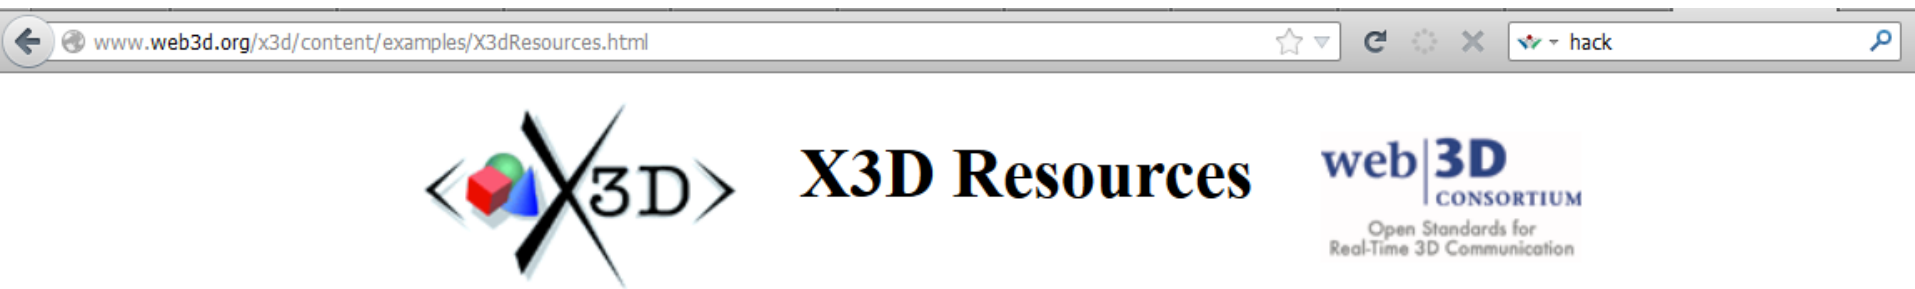 www.web3d.org/x3d/content/examples/X3dResources.html
hack
X3D
X3D Resources
web 3D
CONSORTIUM
Open Standards for
Real-Time 3D Communication